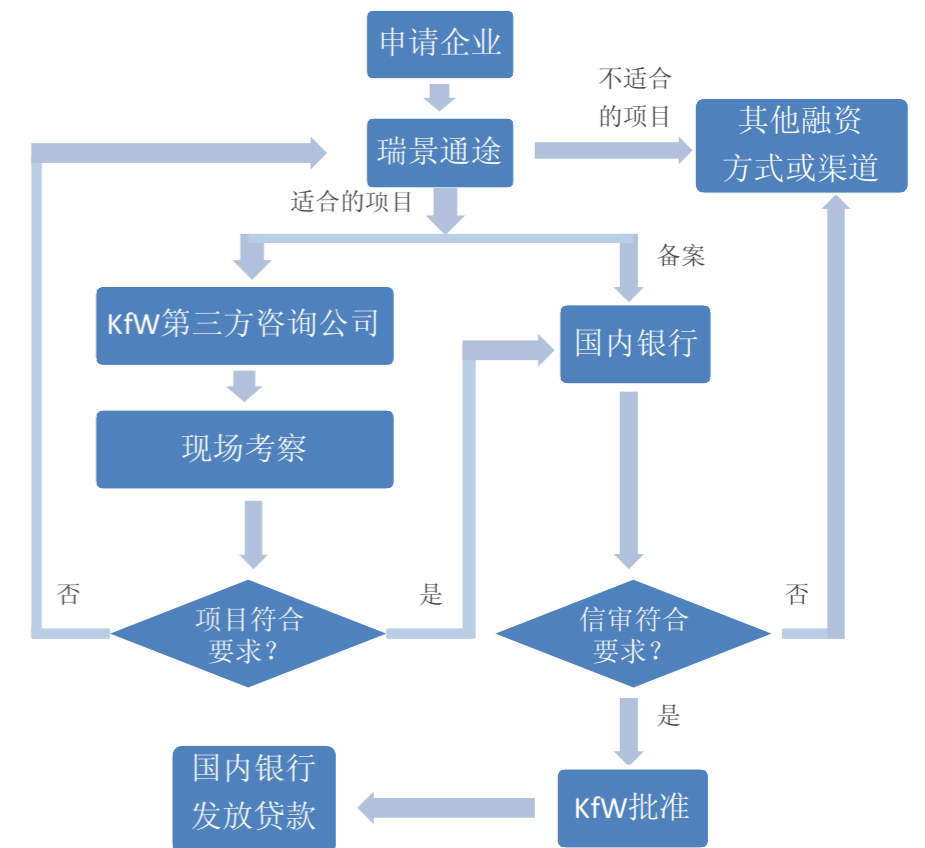 申请企业
不适合
的项目
其他融资
方式或渠道
瑞景通途
适合的项目
备案
KfW第三方咨询公司
国内银行
现场考察
否
项目符合
要求?
是
信审符合
要求?
否
是
国内银行
发放贷款
KfW批准